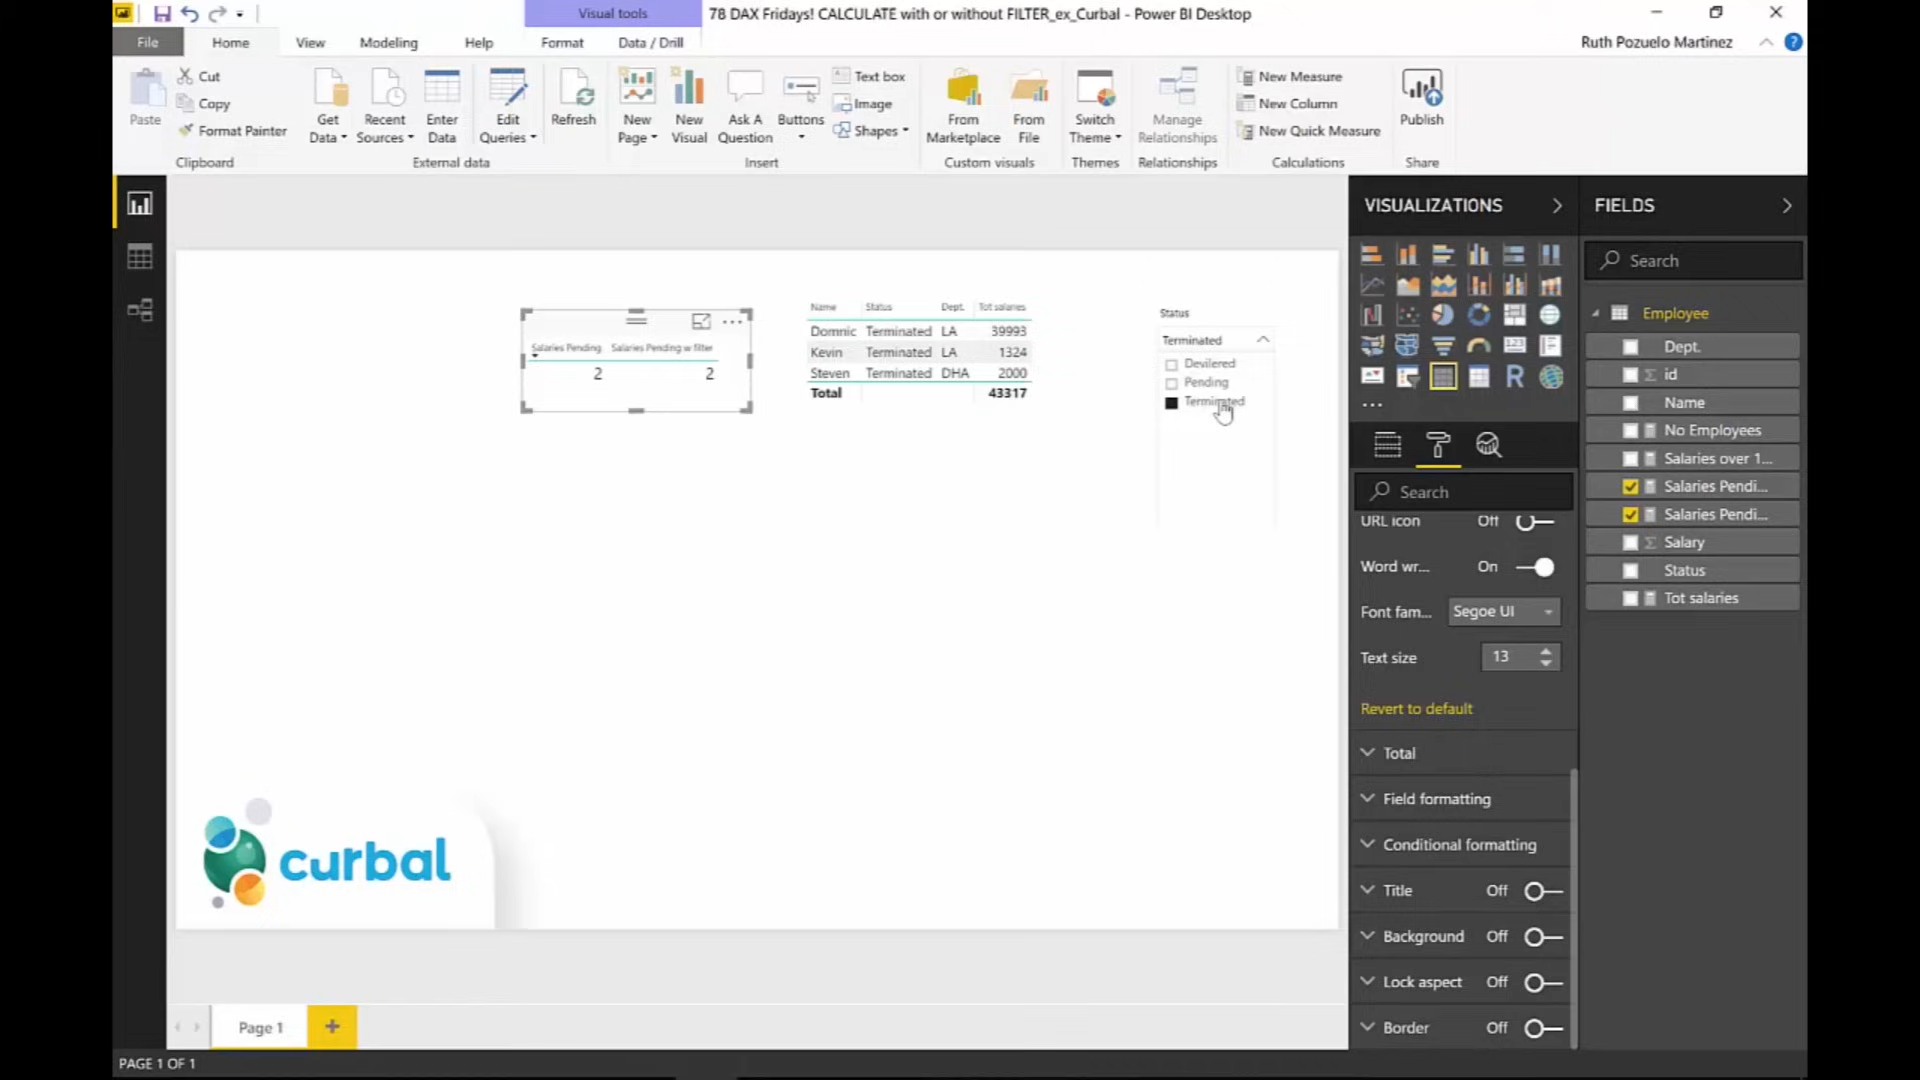 Visual tools
78 DAX Fridays! CALCULATE with or without FILTER_ex_Curbal - Power BI Desktop
File Home View Modeling Help Format Data / Drill
Ruth Pozuelo Martinez
Paste
Cut
Copy
Format Painter
Clipboard
Get Data
Recent Sources
Enter Data
Edit Queries
Refresh
External data
New Page
New Visual
Ask A Question
Buttons
Text box
Image
Shapes
Insert
From Marketplace
From File
Custom visuals
Switch Theme
Themes
Manage Relationships
Relationships
New Measure
New Column
New Quick Measure
Calculations
Publish
Share
Salaries Pending Salaries Pending w filter
2 2
Name Status Dept. Tot salaries
Domnic Terminated LA 39993
Kevin Terminated LA 1324
Steven Terminated DHA 2000
Total 43317
Status
Terminated
Devilered
Pending
Terminated
curbal
VISUALIZATIONS
R
Search
URL icon Off
Word wr... On
Font fam... Segoe UI
Text size 13
Revert to default
Total
Field formatting
Conditional formatting
Title Off
Background Off
Lock aspect Off
Border Off
FIELDS
Search
Employee
Dept.
id
Name
No Employees
Salaries over 1...
Salaries Pendi...
Salaries Pendi...
Salary
Status
Tot salaries
Page 1
PAGE 1 OF 1